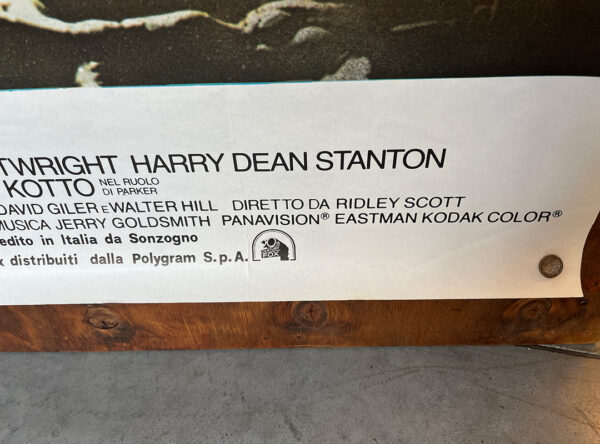 TWRIGHT HARRY DEAN STANTON
KOTTO NEL RUOLO DI PARKER
DAVID GILER E WALTER HILL DIRETTO DA RIDLEY SCOTT
MUSICA JERRY GOLDSMITH PANAVISION® EASTMAN KODAK COLOR®
edito in Italia da Sonzogno
x distribuiti dalla Polygram S.p.A.
FOX